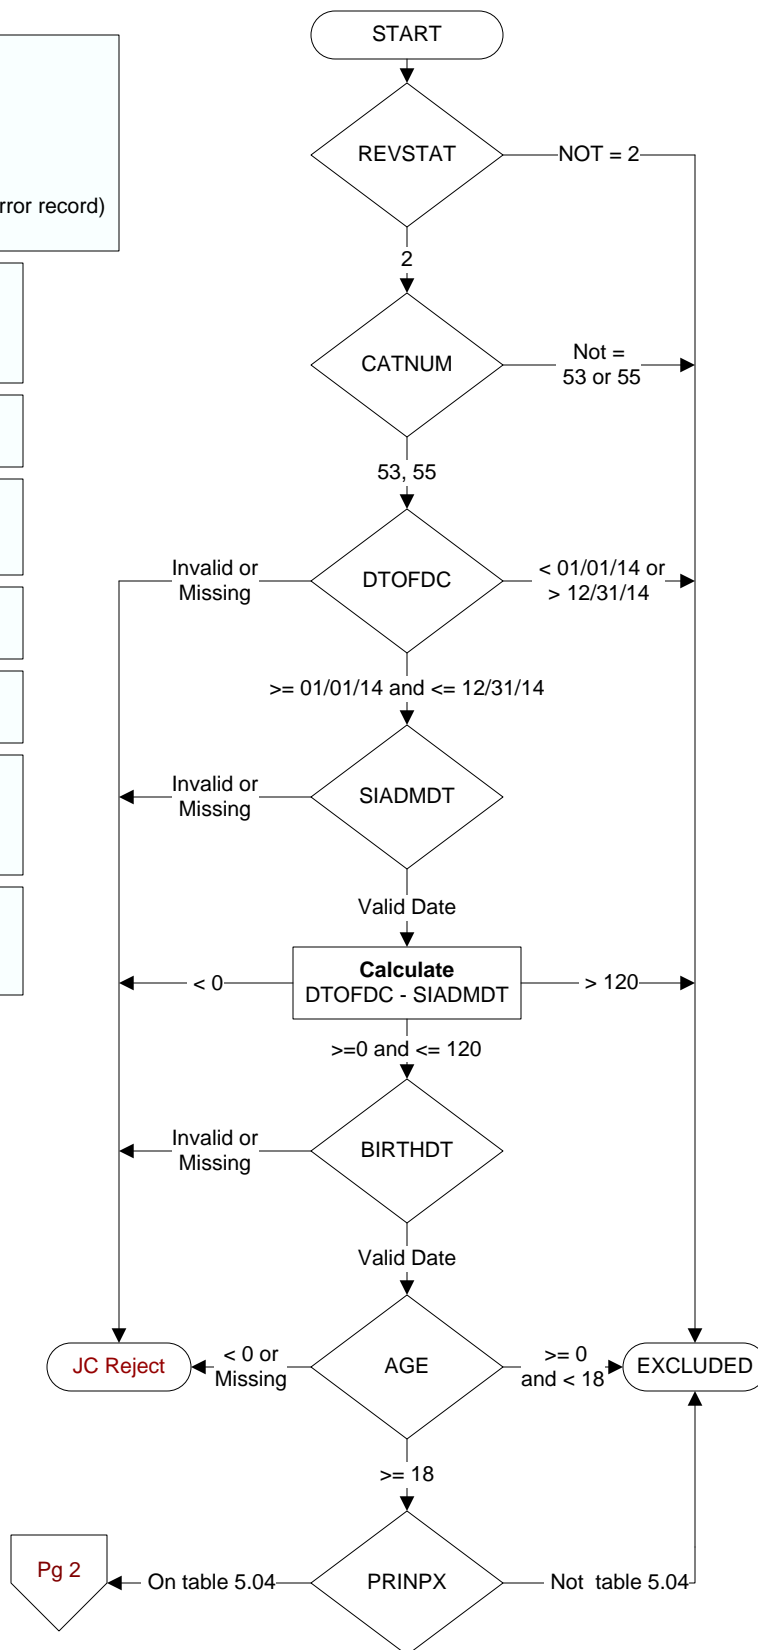 START
REVSTAT
NOT = 2
rror record)
2
CATNUM
Not =
53 or 55
53, 55
Invalid or
Missing
DTOFDC
< 01/01/14 or
> 12/31/14
>= 01/01/14 and <= 12/31/14
Invalid or
Missing
SIADMDT
Valid Date
< 0
Calculate
DTOFDC - SIADMDT
> 120
>=0 and <= 120
Invalid or
Missing
BIRTHDT
Valid Date
JC Reject
< 0 or
Missing
AGE
>= 0
and < 18
EXCLUDED
>= 18
Pg 2
On table 5.04
PRINPX
Not table 5.04